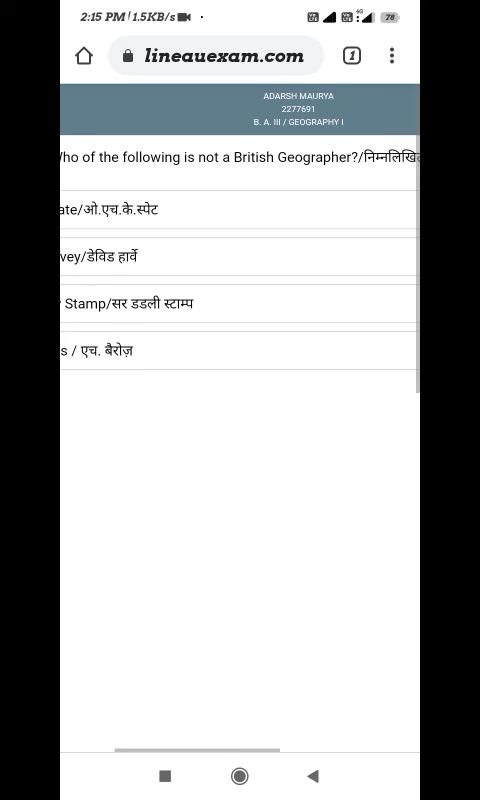 2:15 PM | 1.5KB/s
78
lineauexam.com
1
ADARSH MAURYA
2277691
B. A. III / GEOGRAPHY I
Who of the following is not a British Geographer?/निम्नलिखि
ate/ओ.एच.के.स्पेट
vey/डेविड हार्वे
Stamp/सर डडली स्टाम्प
s / एच. बैरोज़